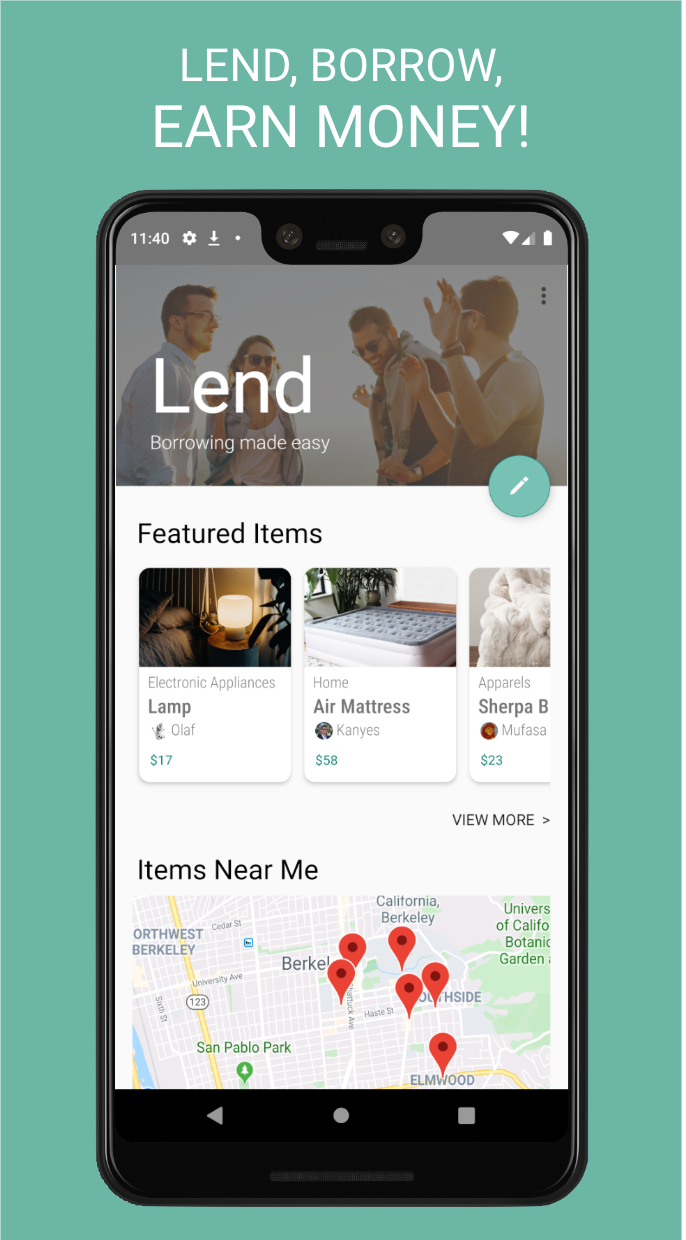 LEND, BORROW,
EARN MONEY!
11:40
Lend
Borrowing made easy
Featured Items
Electronic Appliances
Lamp
Olaf
$17
Home
Air Mattress
Kanyes
$58
Apparels
Sherpa B
Mufasa
$23
VIEW MORE >
Items Near Me
California,
Berkeley
Univers
of Califo
Botanic
Garden
Cedar St
ORTHWEST
BERKELEY
Berkel
University Ave
123
Sixth St
Shattuck Ave
Haste St
OUTHSIDE
San Pablo Park
ELMWOOD